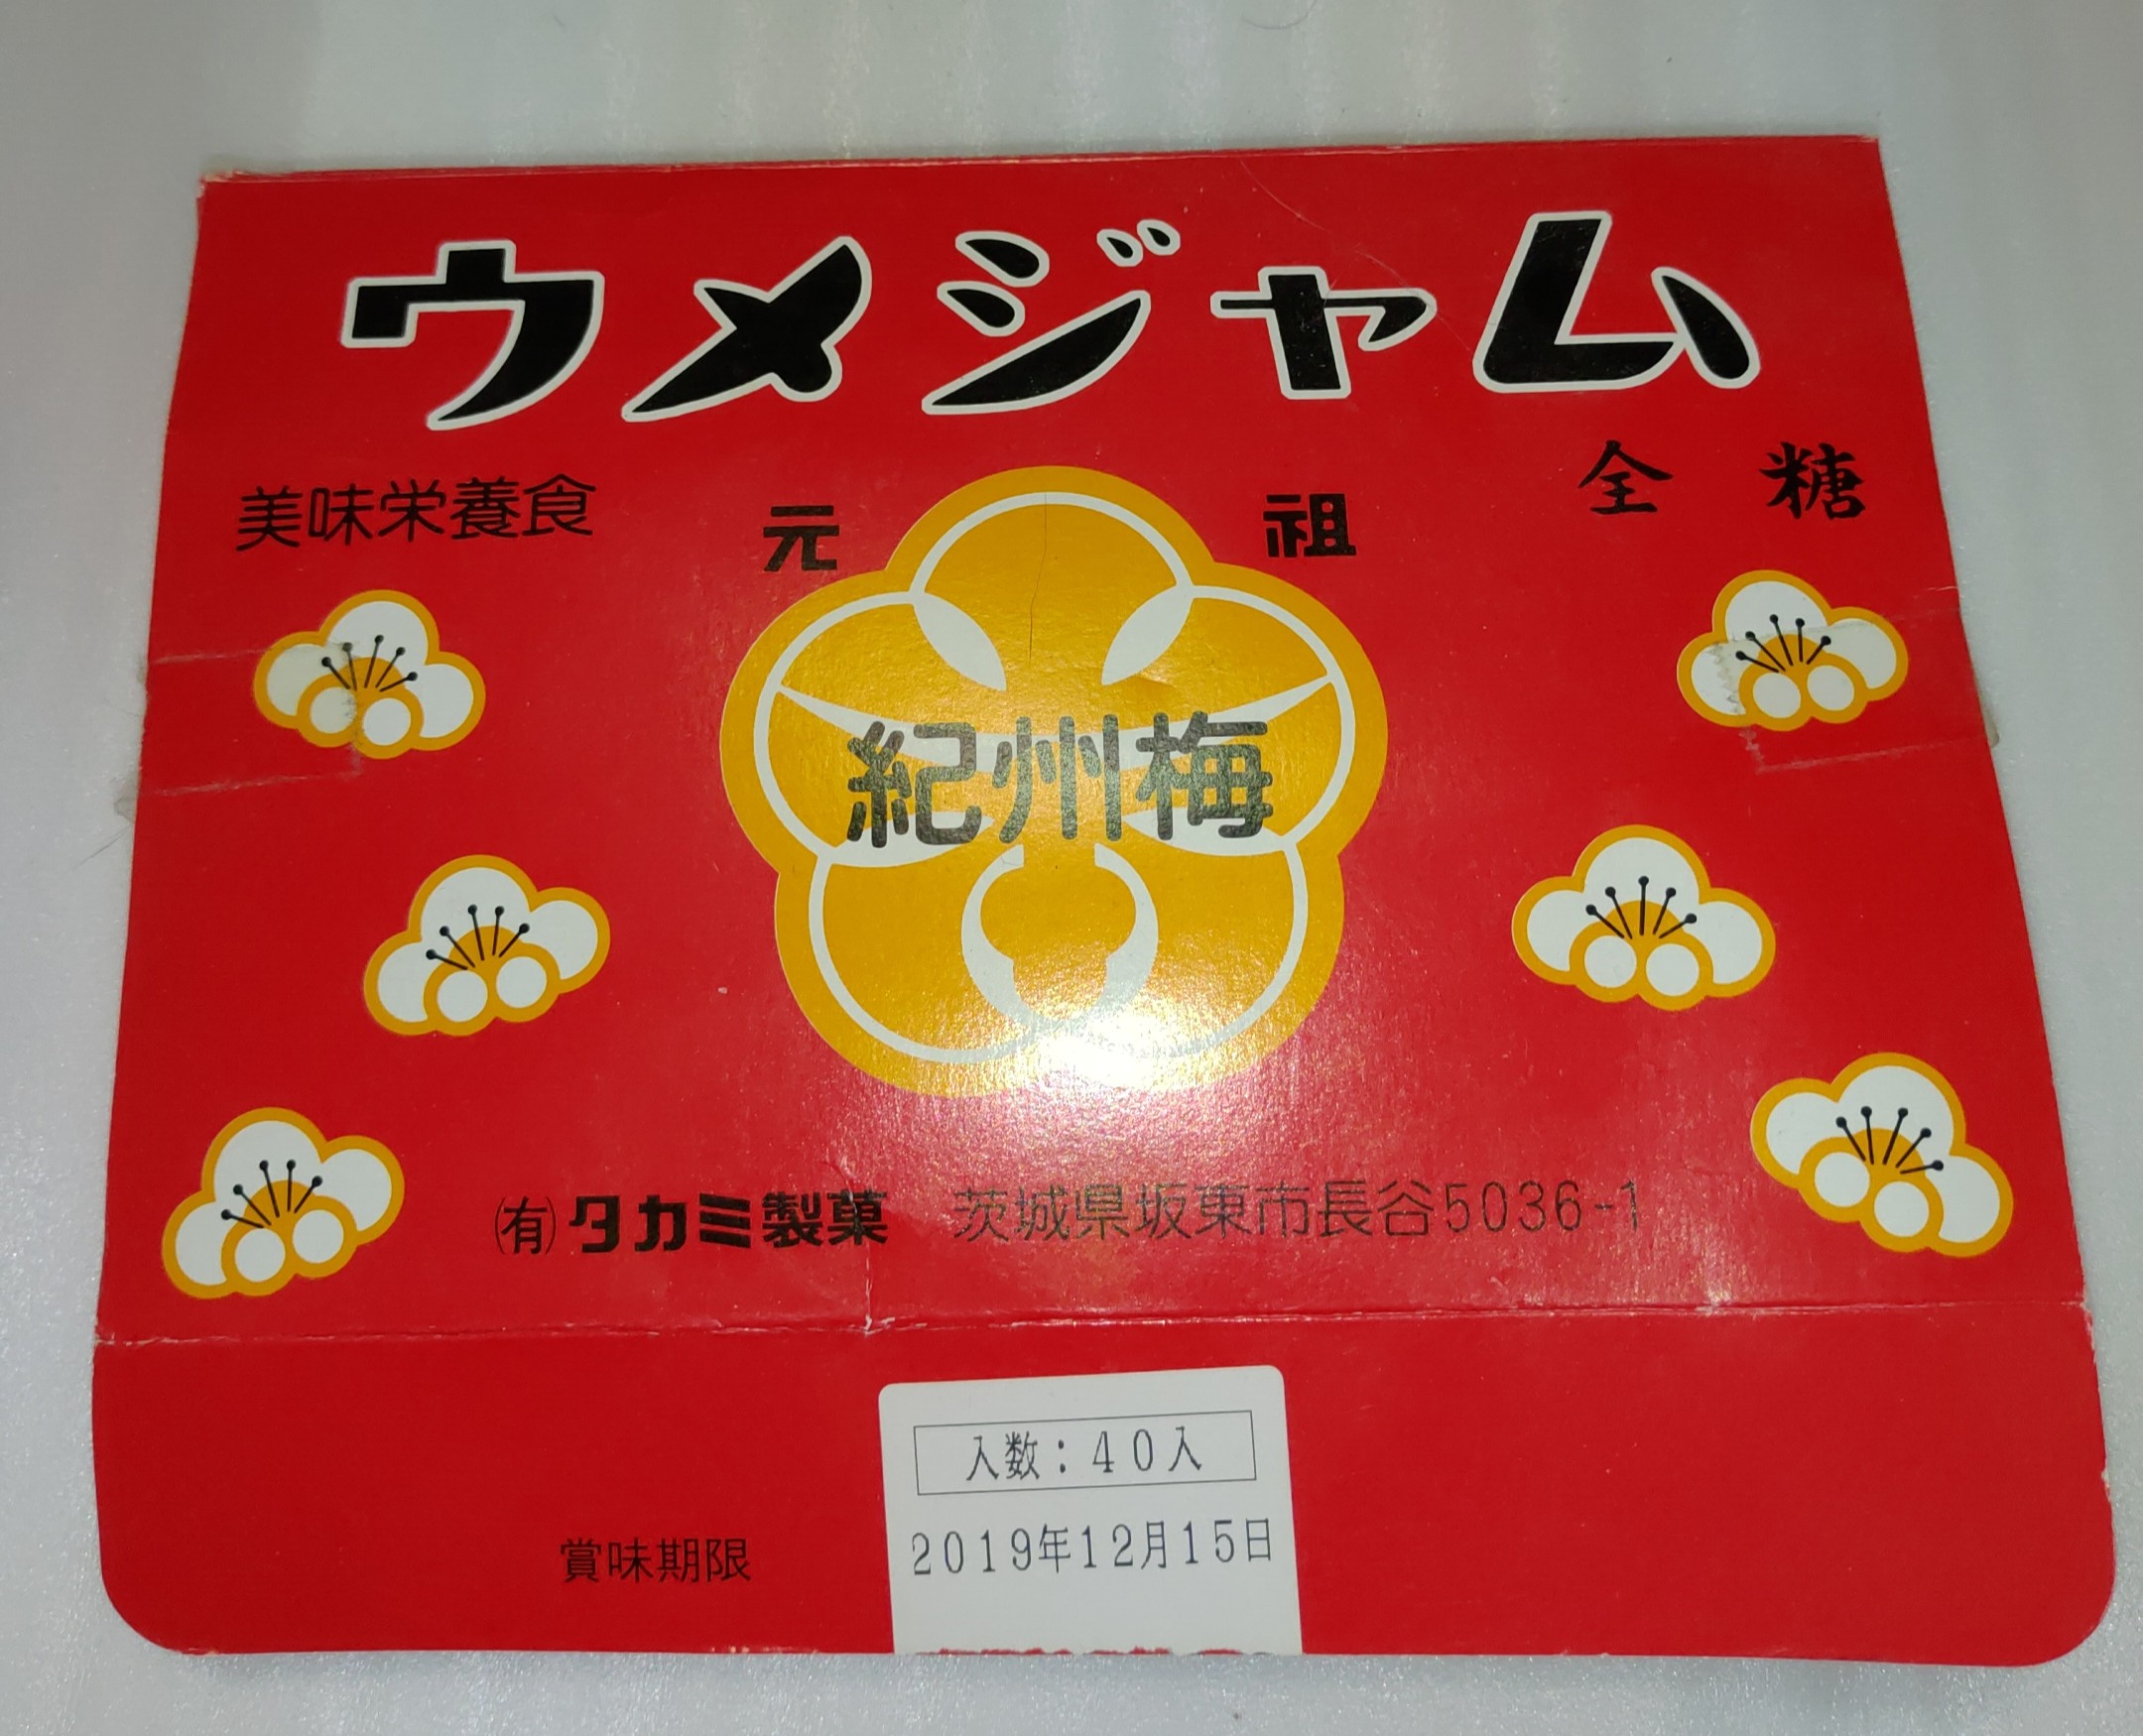 ウメジャム
美味栄養食
元祖
全糖
紀州梅
㈲タカミ製菓 茨城県坂東市長谷5036-1
入数：40入
賞味期限 2019年12月15日